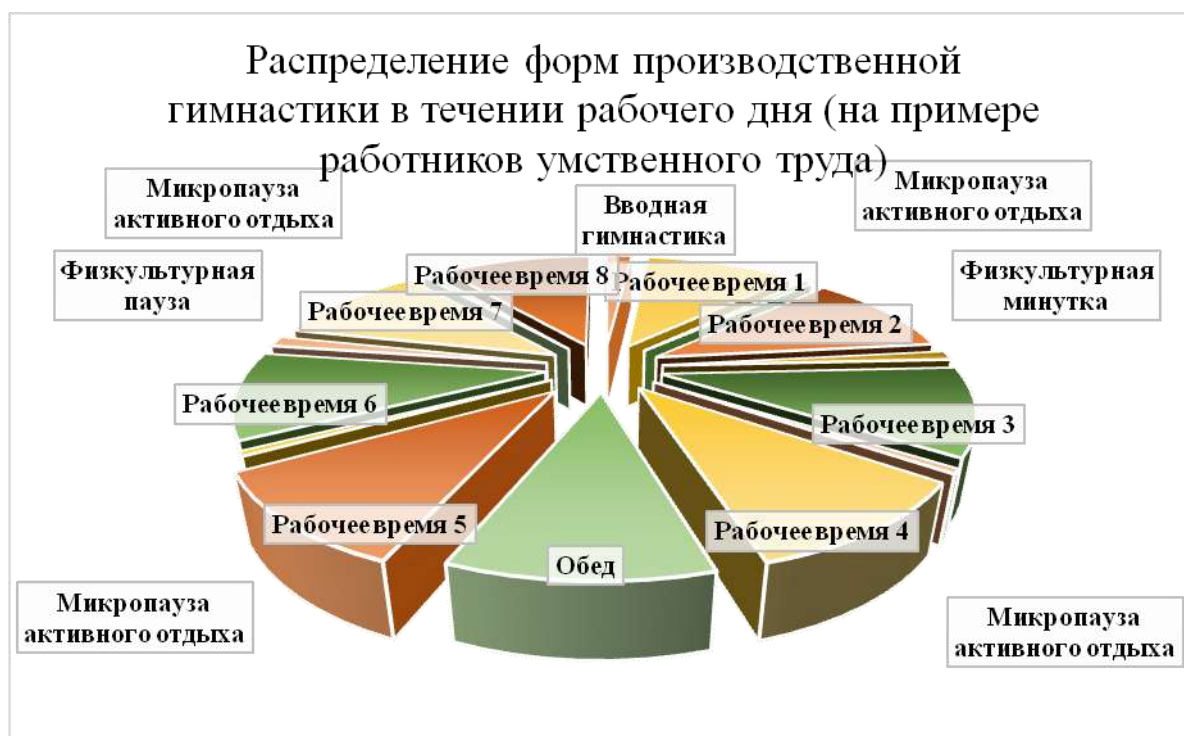 Распределение форм производственной
гимнастики в течении рабочего дня (на примере
работников умственного труда)
Вводная
гимнастика
Рабочее время 1
Микропауза
активного отдыха
Рабочее время 2
Физкультурная
минутка
Рабочее время 3
Микропауза
активного отдыха
Рабочее время 4
Обед
Рабочее время 5
Микропауза
активного отдыха
Рабочее время 6
Физкультурная
пауза
Рабочее время 7
Микропауза
активного отдыха
Рабочее время 8